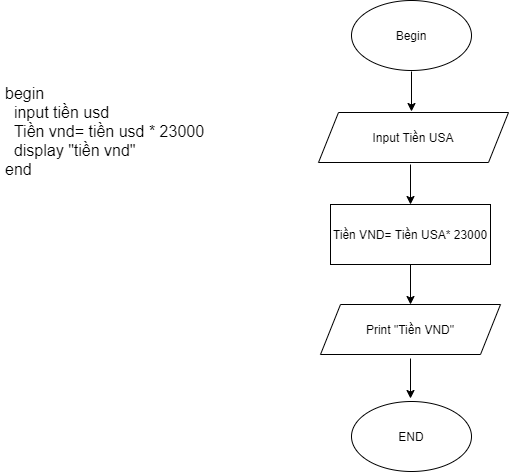 begin
input tiền usd
Tiền vnd= tiền usd * 23000
display "tiền vnd"
end
Begin
Input Tiền USA
Tiền VND= Tiền USA* 23000
Print "Tiền VND"
END